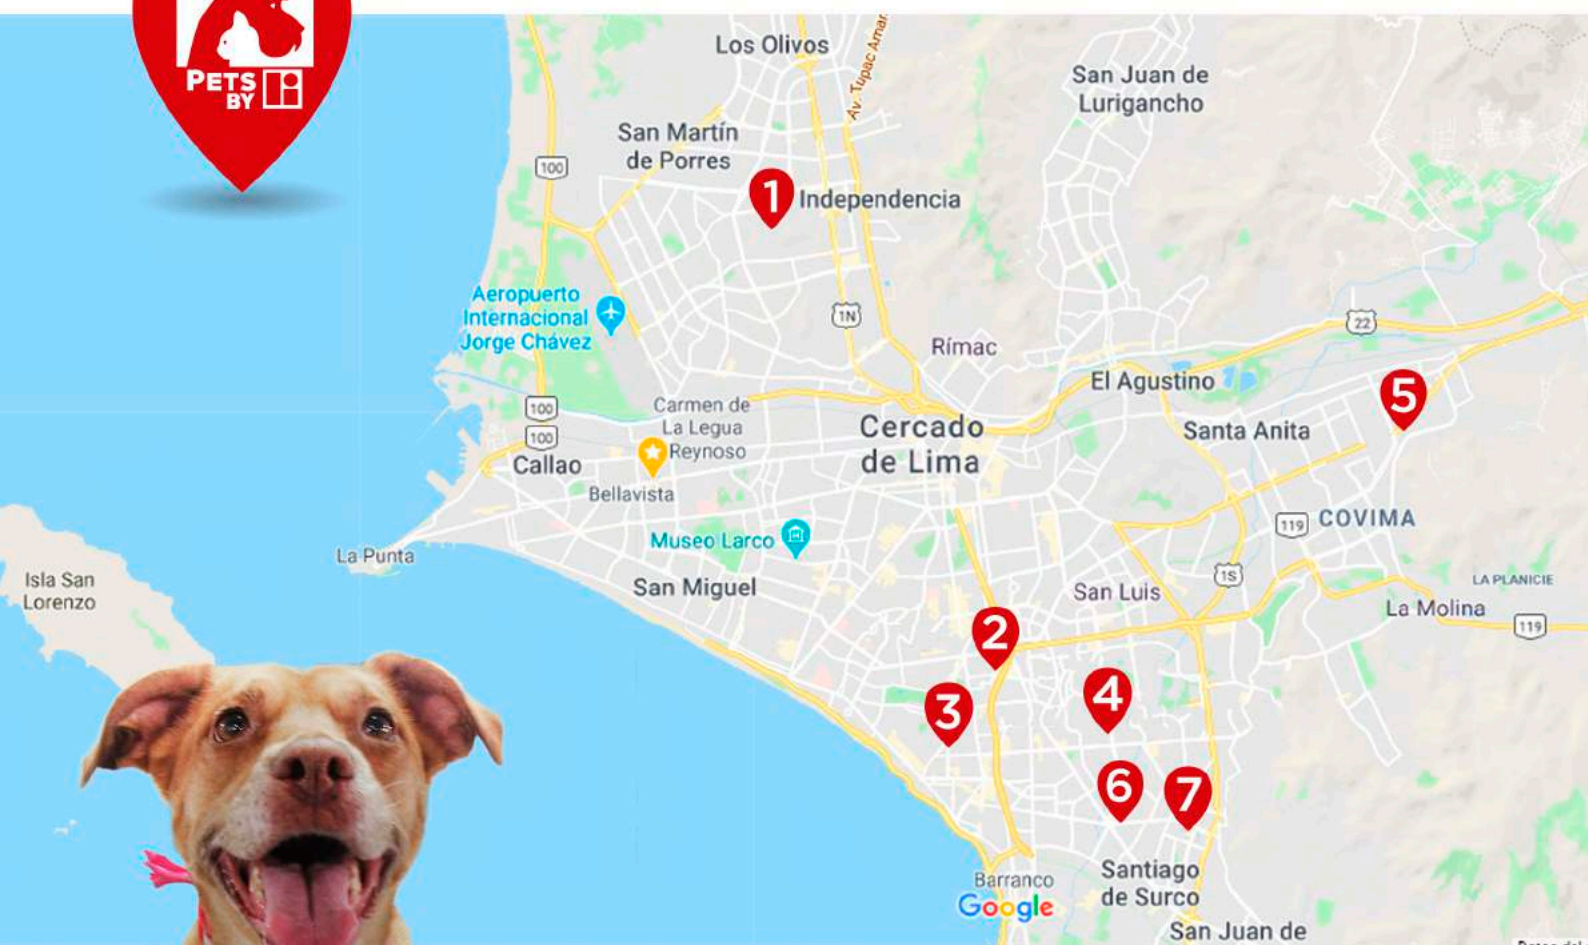 PETS
BY
Los Olivos
Av. Tupac Amar
San Juan de
Lurigancho
San Martín
de Porres
100
1
Independencia
Aeropuerto
Internacional
Jorge Chávez
1N
22
Rímac
El Agustino
5
100
100
Carmen de
La Legua
Reynoso
Cercado
de Lima
Santa Anita
Callao
Bellavista
119
COVIMA
Museo Larco
La Punta
Isla San
Lorenzo
San Miguel
1S
San Luis
LA PLANICIE
La Molina
119
2
4
3
6
7
Santiago
de Surco
Barranco
Google
San Juan de